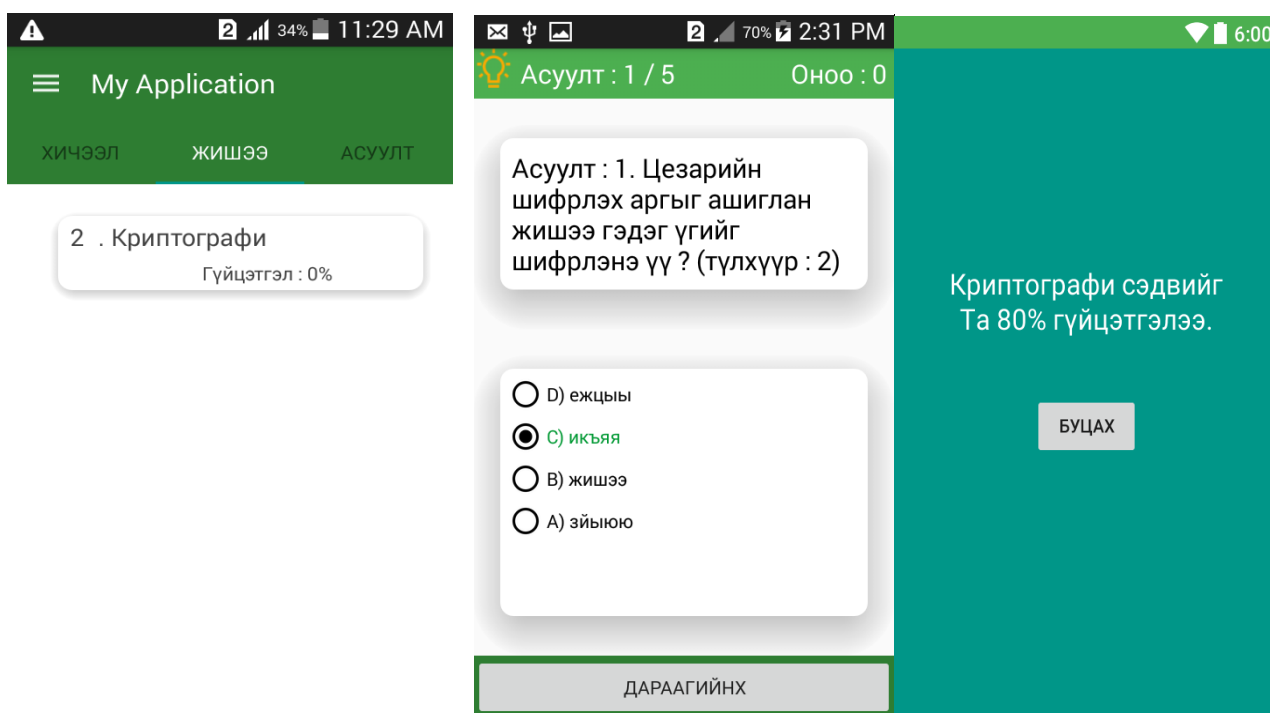 2 34% 11:29 AM
My Application
ХИЧЭЭЛ ЖИШЭЭ АСУУЛТ
2 . Криптографи
Гүйцэтгэл : 0%
2 70% 2:31 PM
Асуулт : 1 / 5 Оноо : 0
Асуулт : 1. Цезарийн
шифрлэх аргыг ашиглан
жишээ гэдэг үгийг
шифрлэнэ үү ? (түлхүүр : 2)
D) ежцыы
C) икъяя
B) жишээ
A) зйыюю
ДАРААГИЙНХ
6:00
Криптографи сэдвийг
Та 80% гүйцэтгэлээ.
БУЦАХ